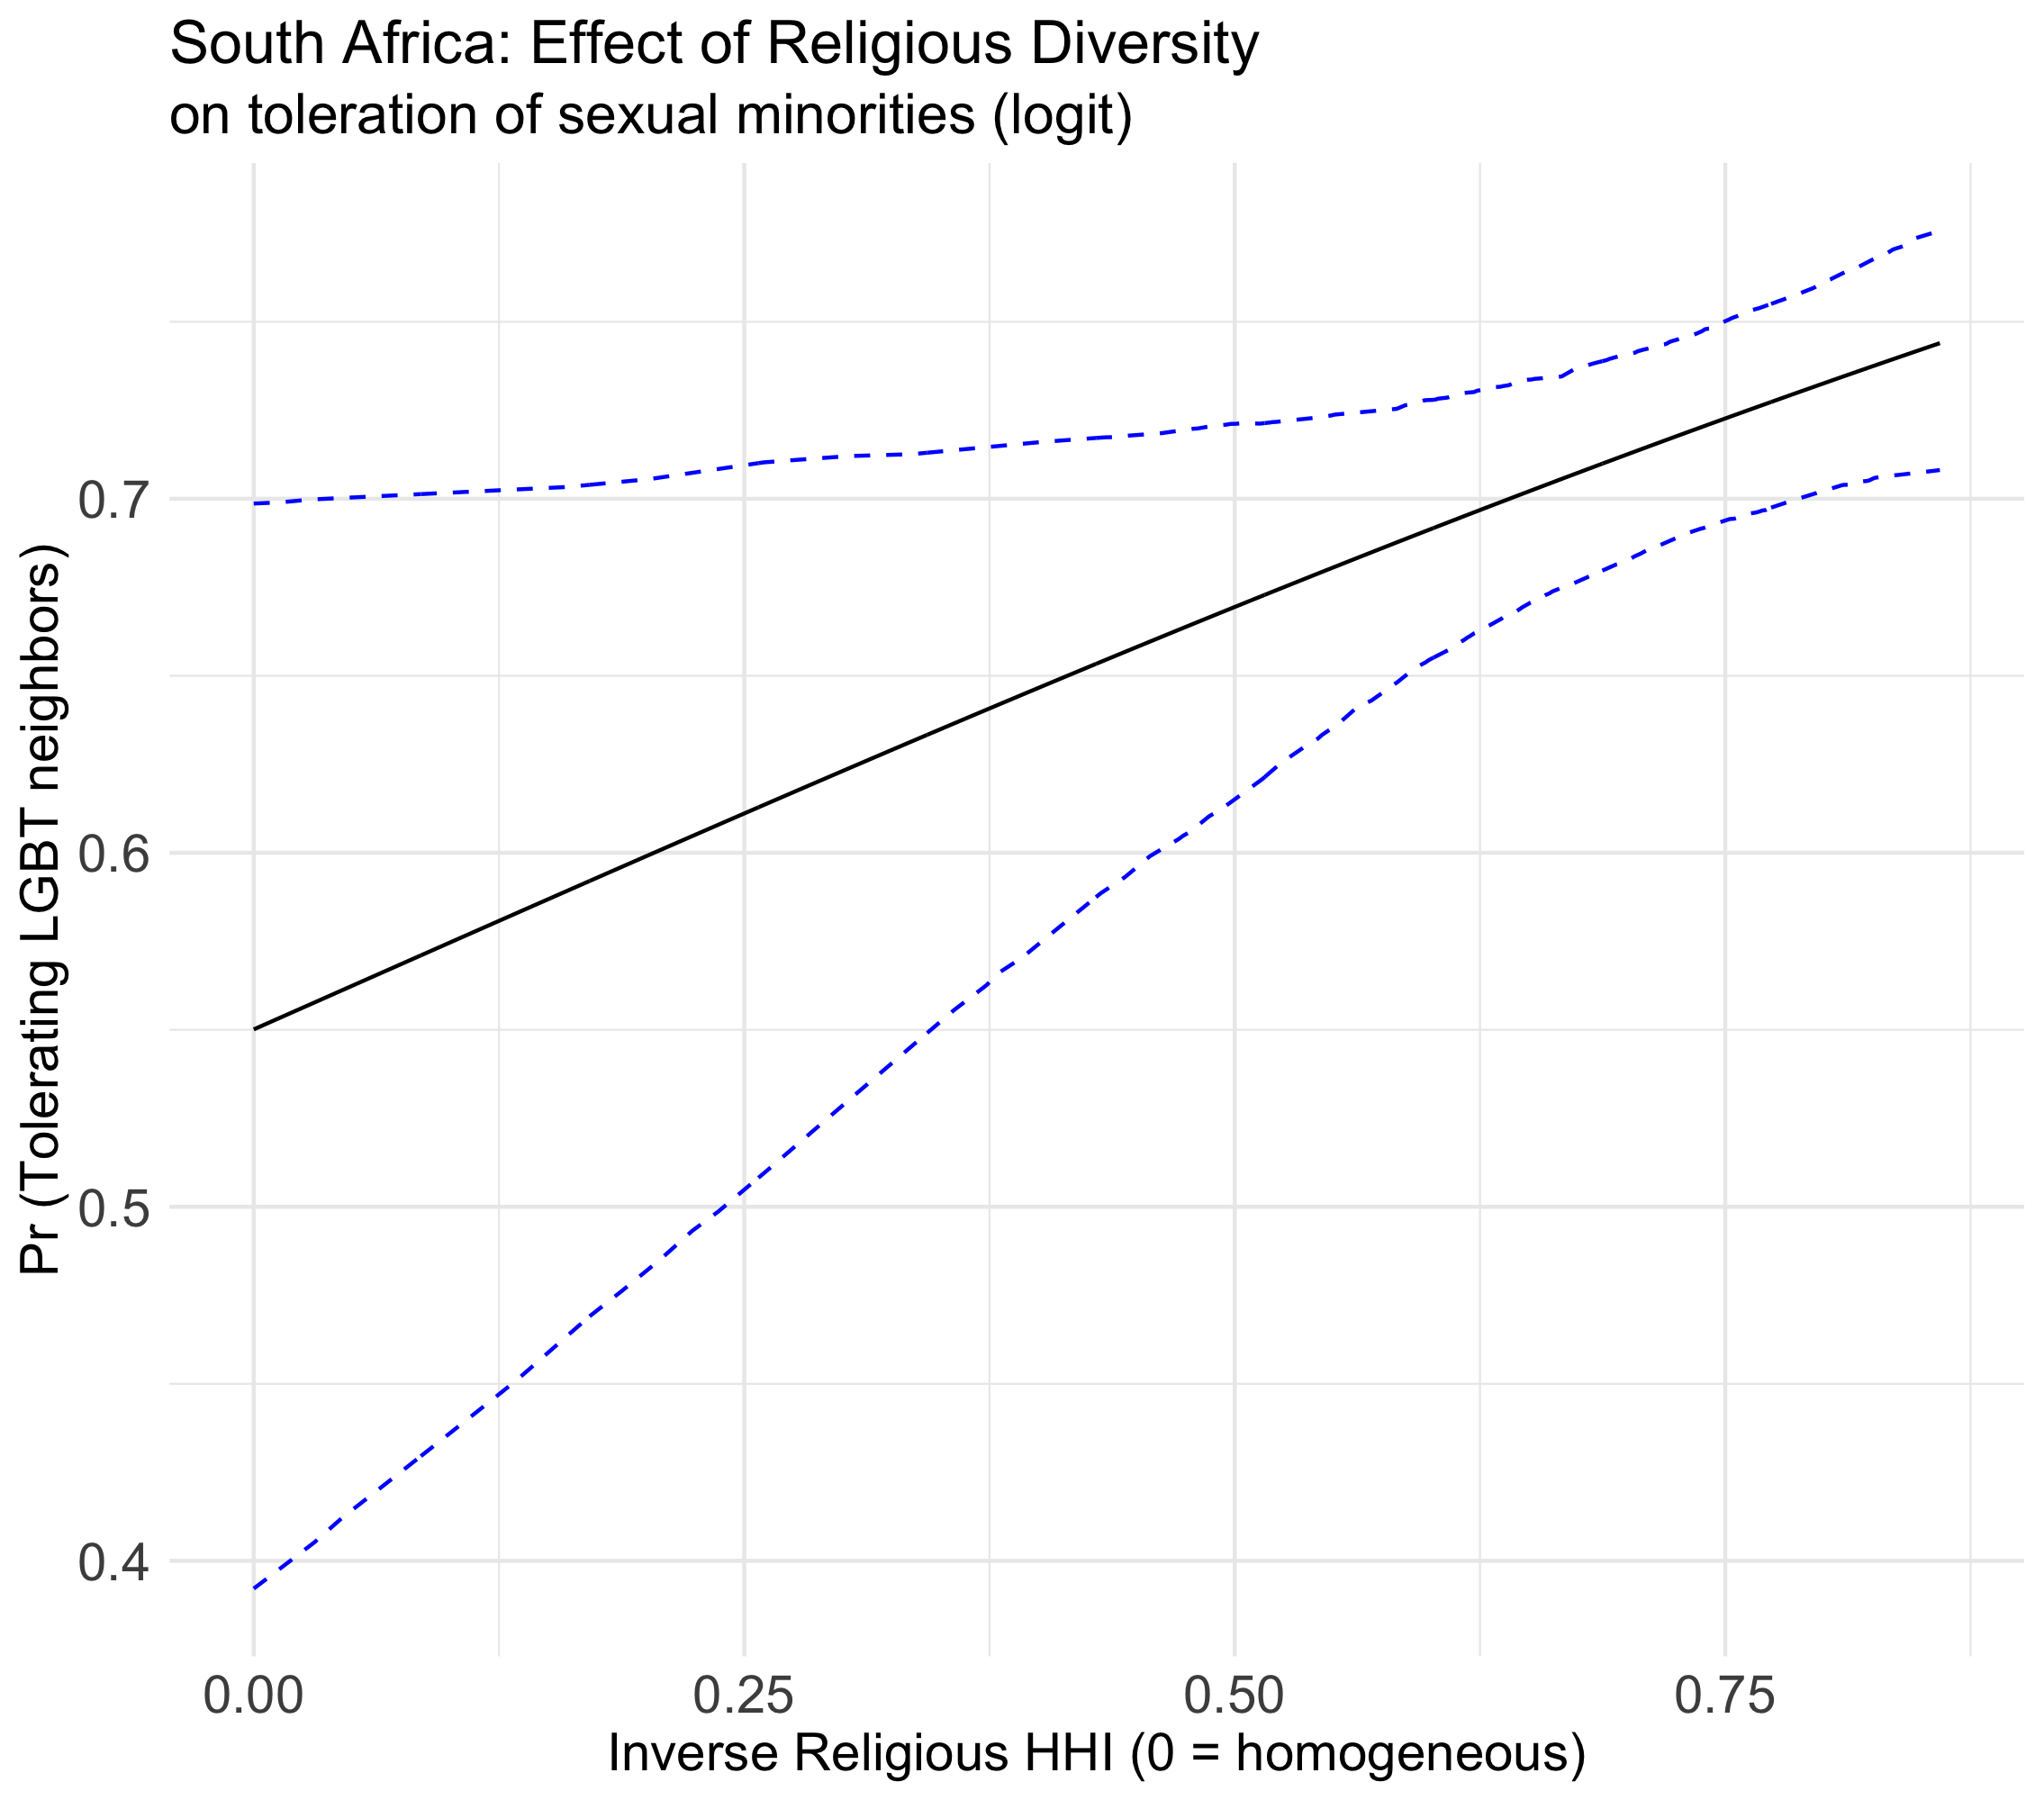 South Africa: Effect of Religious Diversity
on toleration of sexual minorities (logit)
Pr (Tolerating LGBT neighbors)
0.7
0.6
0.5
0.4
0.00 0.25 0.50 0.75
Inverse Religious HHI (0 = homogeneous)